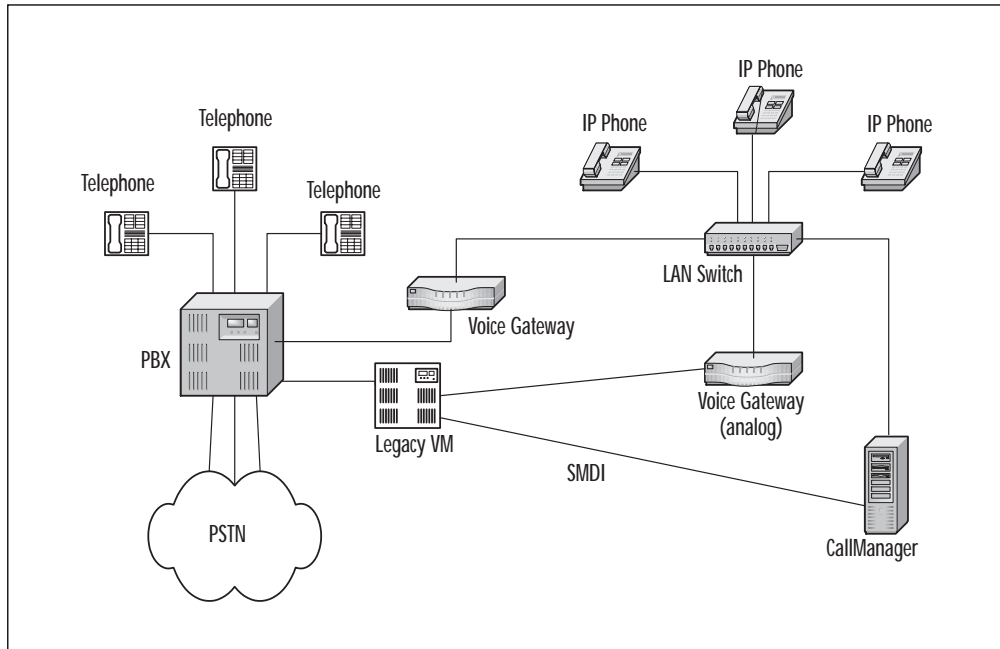 IP Phone
Telephone
IP Phone
IP Phone
Telephone
Telephone
LAN Switch
Voice Gateway
PBX
Voice Gateway
(analog)
Legacy VM
SMDI
PSTN
CallManager